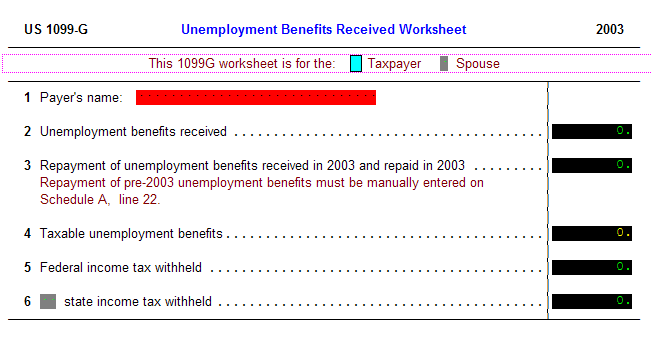 US 1099-G Unemployment Benefits Received Worksheet 2003
This 1099G worksheet is for the: Taxpayer Spouse
1 Payer's name:
2 Unemployment benefits received . . . . . . . . . . . . . . . . . . . . . . . . . . . . . . . . . . . . . . . 0.
3 Repayment of unemployment benefits received in 2003 and repaid in 2003 . . . . . . . . . 0.
Repayment of pre-2003 unemployment benefits must be manually entered on
Schedule A, line 22.
4 Taxable unemployment benefits . . . . . . . . . . . . . . . . . . . . . . . . . . . . . . . . . . . . . . . . 0.
5 Federal income tax withheld . . . . . . . . . . . . . . . . . . . . . . . . . . . . . . . . . . . . . . . . . . 0.
6 state income tax withheld . . . . . . . . . . . . . . . . . . . . . . . . . . . . . . . . . . . . . . . . . 0.